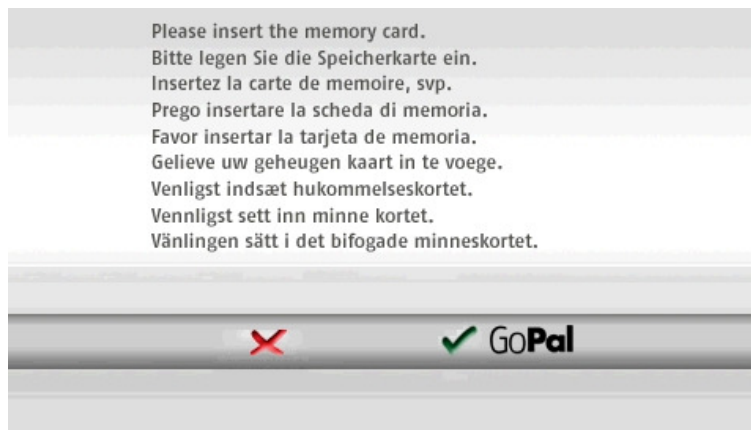 Please insert the memory card.
Bitte legen Sie die Speicherkarte ein.
Insertez la carte de memoire, svp.
Prego insertare la scheda di memoria.
Favor insertar la tarjeta de memoria.
Gelieve uw geheugen kaart in te voege.
Venligst indsæt hukommelseskortet.
Vennligst sett inn minne kortet.
Vänlingen sätt i det bifogade minneskortet.
GoPal